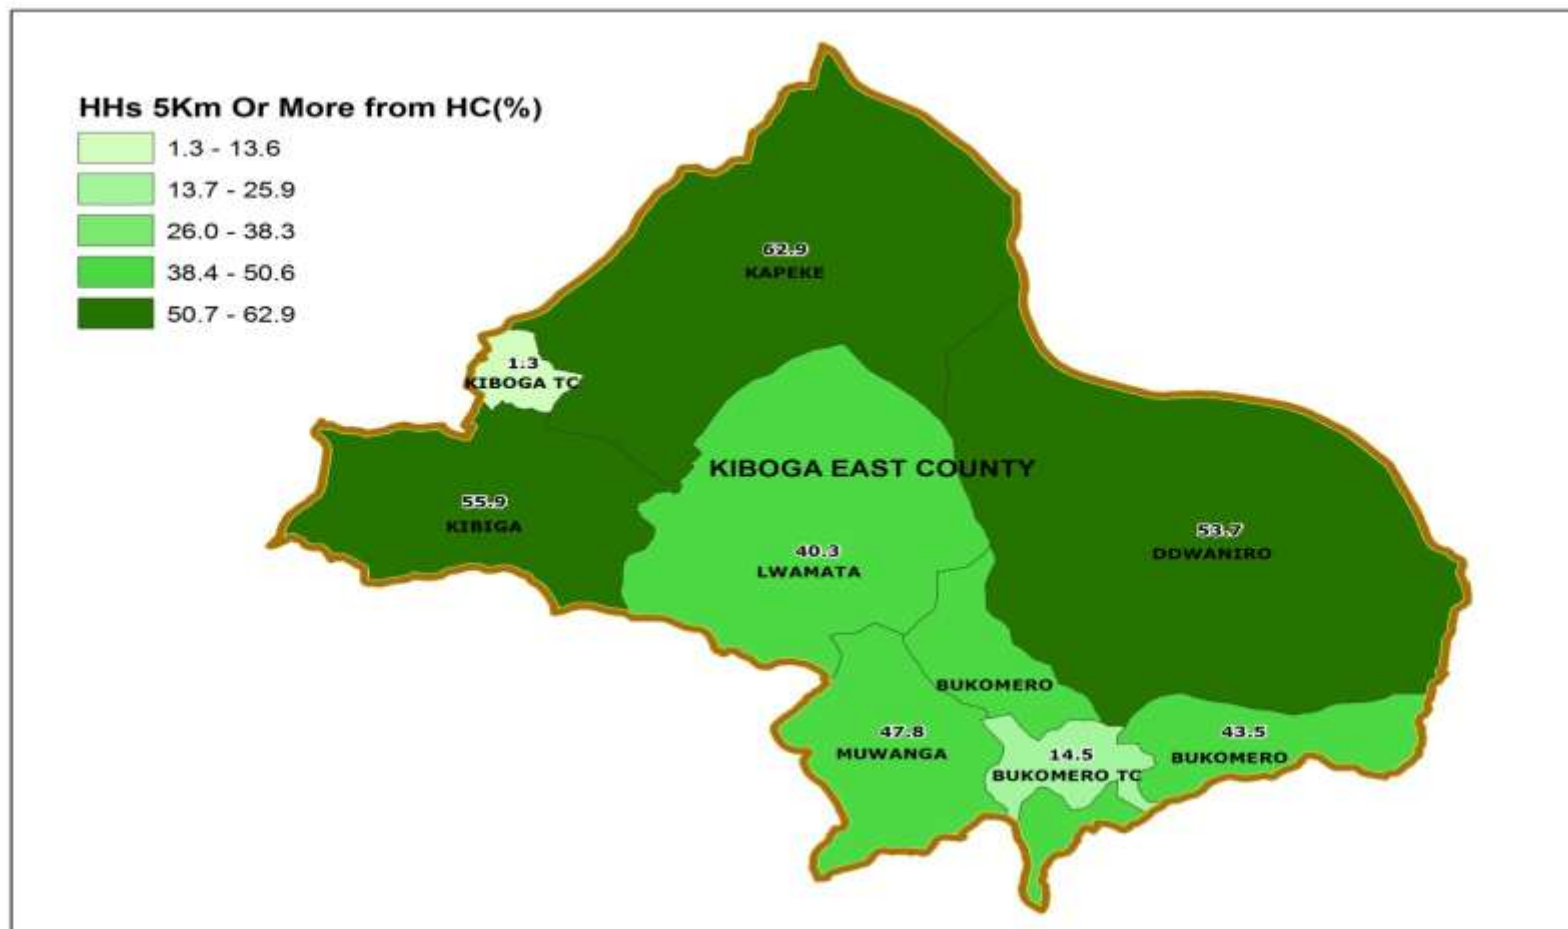 HHs 5Km Or More from HC(%)
1.3 - 13.6
13.7 - 25.9
26.0 - 38.3
38.4 - 50.6
50.7 - 62.9
62.9
KAPEKE
1.3
KIBOGA TC
KIBOGA EAST COUNTY
55.9
KIBIGA
40.3
LWAMATA
53.7
DDWANIRO
BUKOMERO
47.8
MUWANGA
14.5
BUKOMERO TC
43.5
BUKOMERO